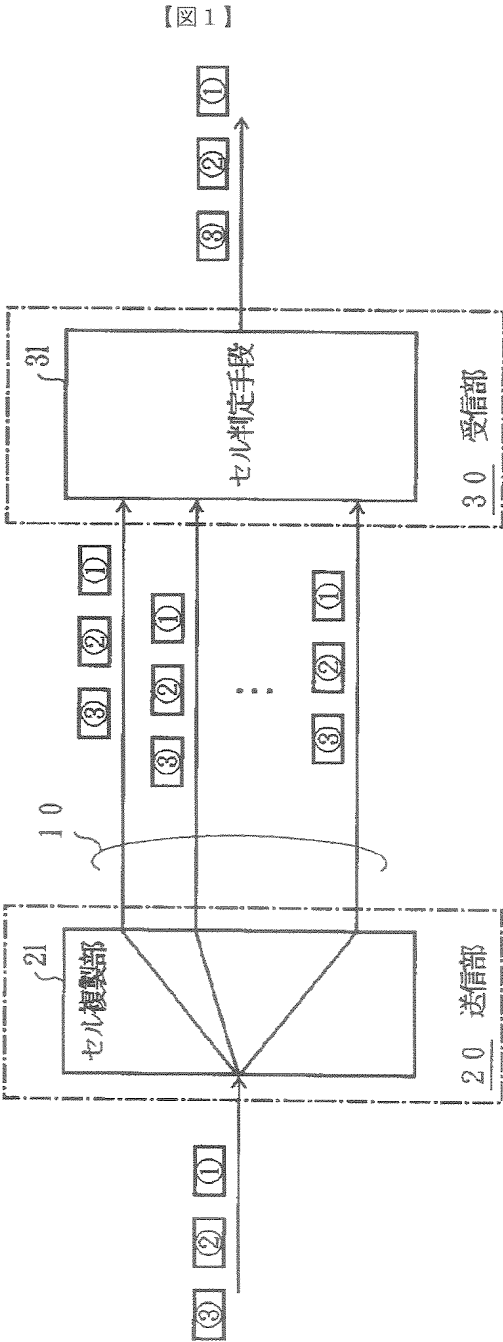 【図1】
③ ② ①
21
セル複製部
20 送信部
10
③ ② ①
③ ② ①
...
③ ② ①
31
セル判定手段
30 受信部
③ ② ①